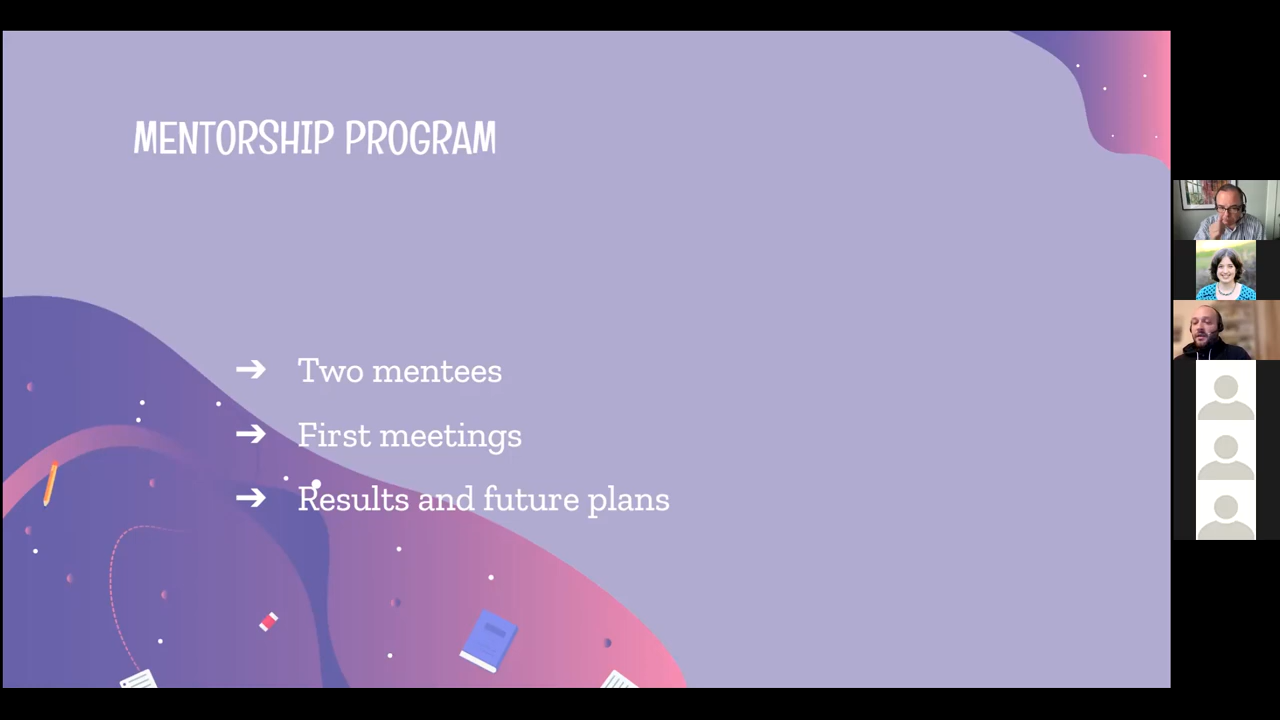 MENTORSHIP PROGRAM
➔ Two mentees
➔ First meetings
➔ Results and future plans